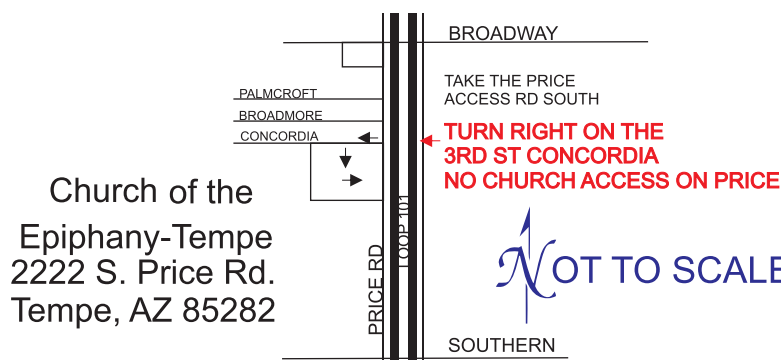 BROADWAY
TAKE THE PRICE
ACCESS RD SOUTH
PALMCROFT
BROADMORE
CONCORDIA
TURN RIGHT ON THE
3RD ST CONCORDIA
NO CHURCH ACCESS ON PRICE
Church of the
Epiphany-Tempe
2222 S. Price Rd.
Tempe, AZ 85282
PRICE RD
LOOP 101
NOT TO SCALE
SOUTHERN